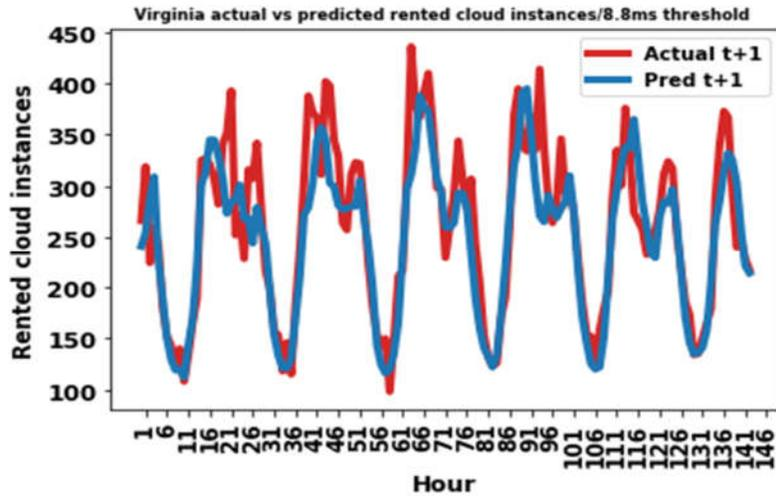 Virginia actual vs predicted rented cloud instances/8.8ms threshold
450
400
350
300
250
200
150
100
Rented cloud instances
Actual t+1
Pred t+1
1 6 11 16 21 26 31 36 41 46 51 56 61 66 71 76 81 86 91 96 101 106 111 116 121 126 131 136 141 146
Hour